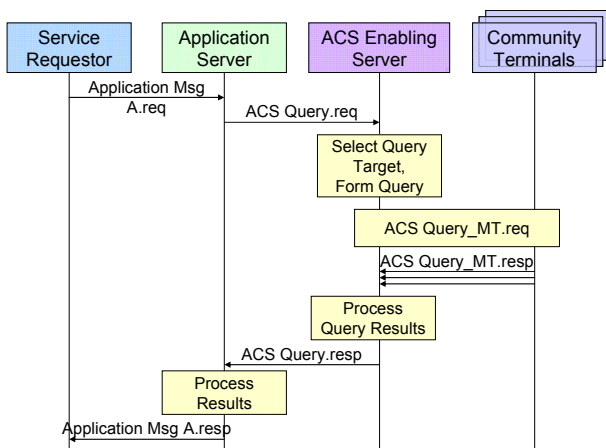 Service
Requestor
Application
Server
ACS Enabling
Server
Community
Terminals
Application Msg
A.req
ACS Query.req
Select Query
Target,
Form Query
ACS Query_MT.req
ACS Query_MT.resp
Process
Query Results
ACS Query.resp
Process
Results
Application Msg A.resp